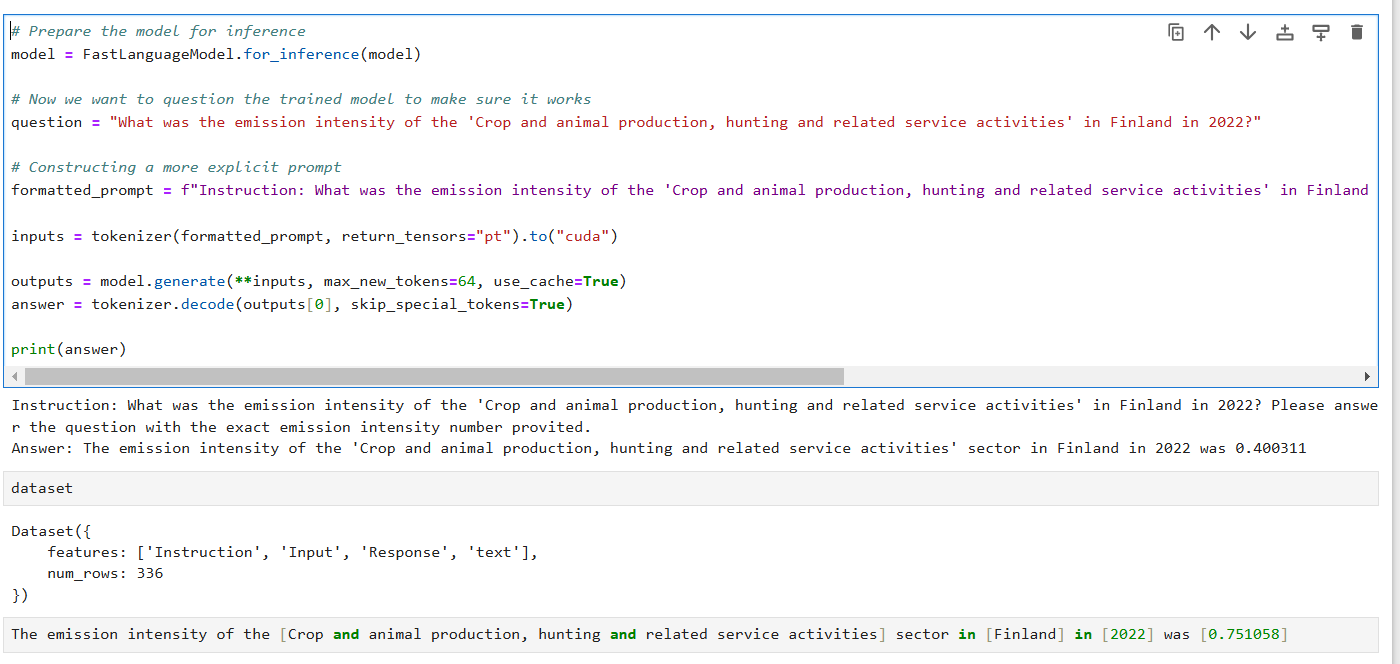 # Prepare the model for inference
model = FastLanguageModel.for_inference(model)
# Now we want to question the trained model to make sure it works
question = "What was the emission intensity of the 'Crop and animal production, hunting and related service activities' in Finland in 2022?"
# Constructing a more explicit prompt
formatted_prompt = f"Instruction: What was the emission intensity of the 'Crop and animal production, hunting and related service activities' in Finland
inputs = tokenizer(formatted_prompt, return_tensors="pt").to("cuda")
outputs = model.generate(**inputs, max_new_tokens=64, use_cache=True)
answer = tokenizer.decode(outputs[0], skip_special_tokens=True)
print(answer)
Instruction: What was the emission intensity of the 'Crop and animal production, hunting and related service activities' in Finland in 2022? Please answe
r the question with the exact emission intensity number provited.
Answer: The emission intensity of the 'Crop and animal production, hunting and related service activities' sector in Finland in 2022 was 0.400311
dataset
Dataset({
    features: ['Instruction', 'Input', 'Response', 'text'],
    num_rows: 336
})
The emission intensity of the [Crop and animal production, hunting and related service activities] sector in [Finland] in [2022] was [0.751058]